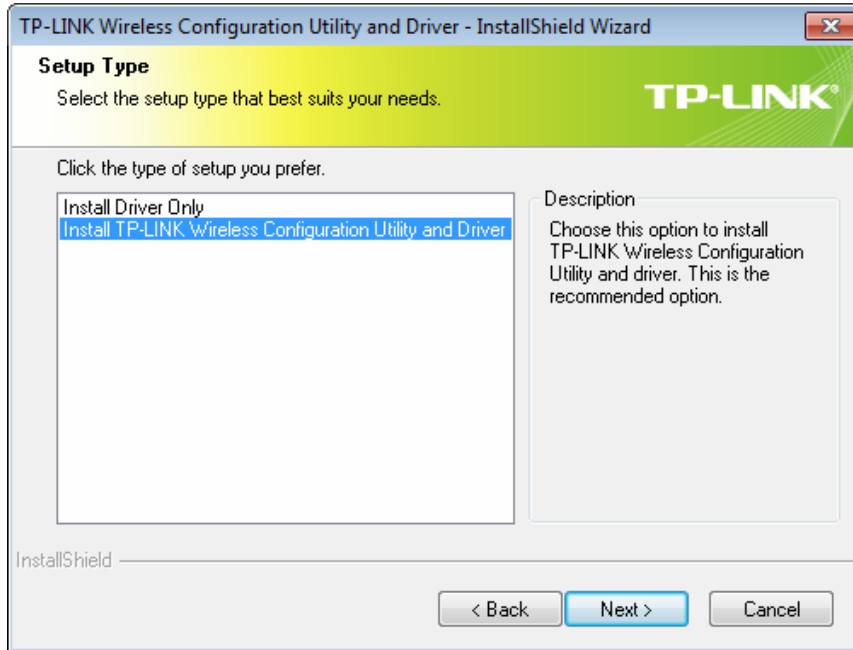 TP-LINK Wireless Configuration Utility and Driver - InstallShield Wizard
Setup Type
Select the setup type that best suits your needs.
TP-LINK®
Click the type of setup you prefer.
Install Driver Only
Install TP-LINK Wireless Configuration Utility and Driver
Description
Choose this option to install
TP-LINK Wireless Configuration
Utility and driver. This is the
recommended option.
InstallShield
< Back
Next >
Cancel